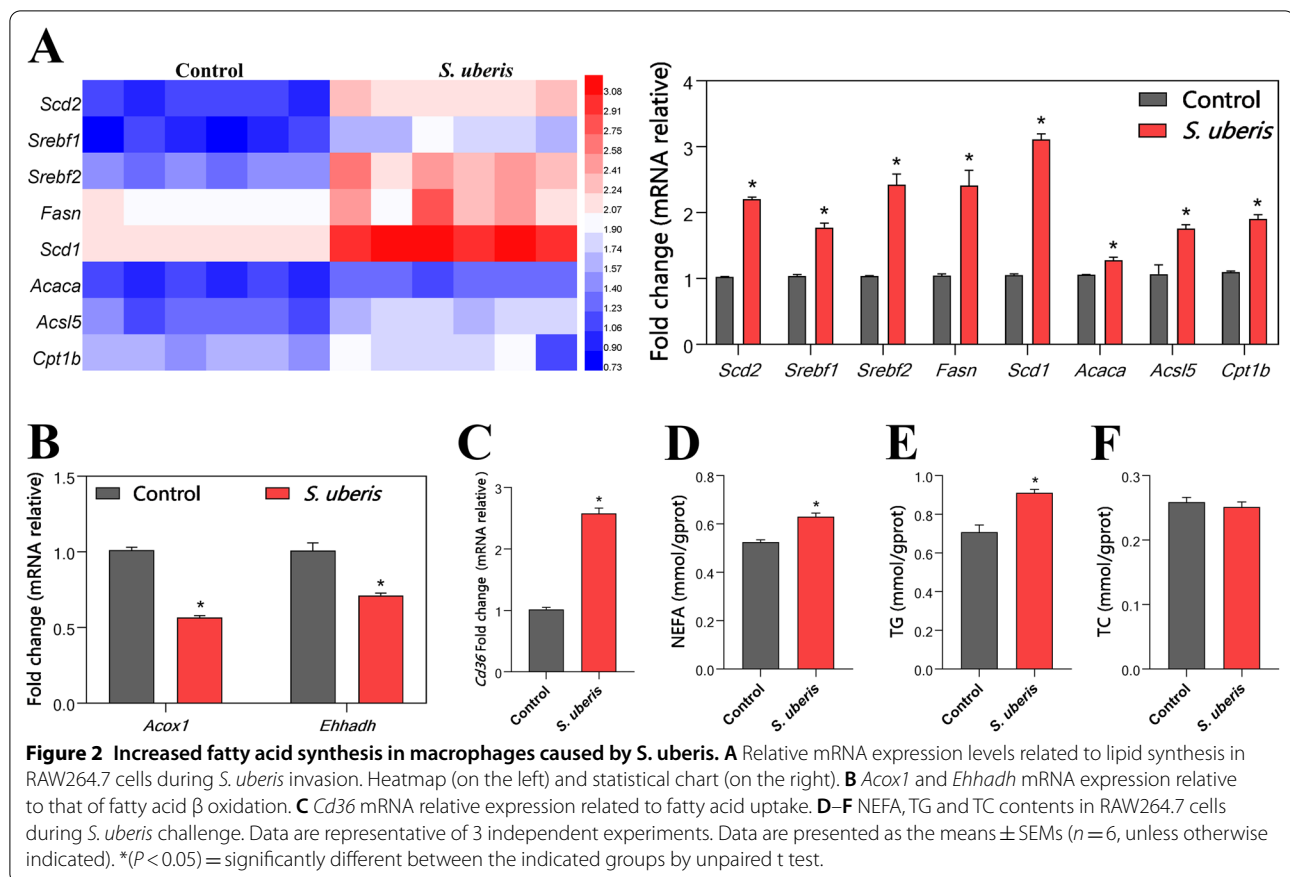 A
Control S. uberis
Scd2
Srebf1
Srebf2
Fasn
Scd1
Acaca
Acsl5
Cpt1b
3.08
2.91
2.75
2.58
2.41
2.24
2.07
1.90
1.74
1.57
1.40
1.23
1.06
0.90
0.73
Fold change (mRNA relative)
4
3
2
1
0
Control
S. uberis
* * * * * * * *
Scd2 Srebf1 Srebf2 Fasn Scd1 Acaca Acsl5 Cpt1b
B
Fold change (mRNA relative)
1.5
1.0
0.5
0.0
Control S. uberis
* *
Acox1 Ehhadh
C
Cd36 Fold change (mRNA relative)
3
2
1
0
*
Control S. uberis
D
NEFA (mmol/gprot)
0.8
0.6
0.4
0.2
0.0
*
Control S. uberis
E
TG (mmol/gprot)
1.0
0.8
0.6
0.4
0.2
0.0
*
Control S. uberis
F
TC (mmol/gprot)
0.3
0.2
0.1
0.0
Control S. uberis
Figure 2 Increased fatty acid synthesis in macrophages caused by S. uberis. A Relative mRNA expression levels related to lipid synthesis in
RAW264.7 cells during S. uberis invasion. Heatmap (on the left) and statistical chart (on the right). B Acox1 and Ehhadh mRNA expression relative
to that of fatty acid β oxidation. C Cd36 mRNA relative expression related to fatty acid uptake. D–F NEFA, TG and TC contents in RAW264.7 cells
during S. uberis challenge. Data are representative of 3 independent experiments. Data are presented as the means ± SEMs (n = 6, unless otherwise
indicated). *(P < 0.05) = significantly different between the indicated groups by unpaired t test.